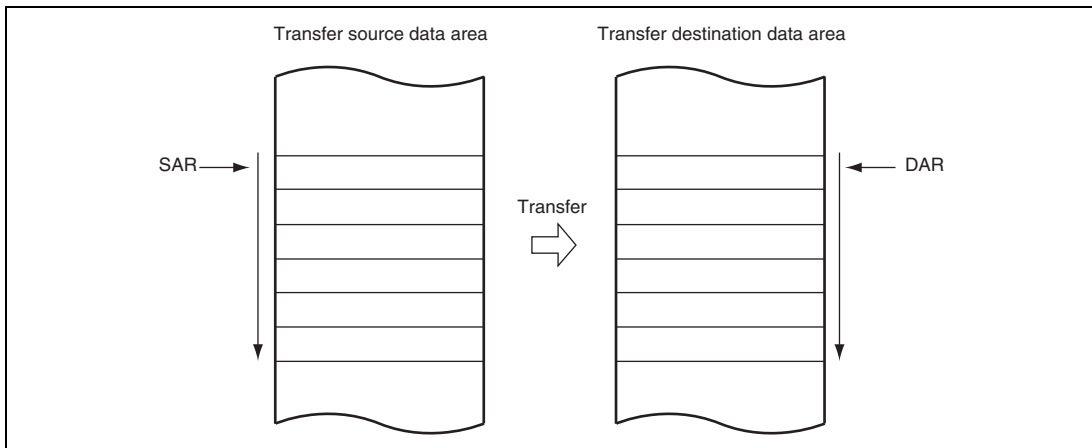 Transfer source data area
Transfer destination data area
SAR
DAR
Transfer